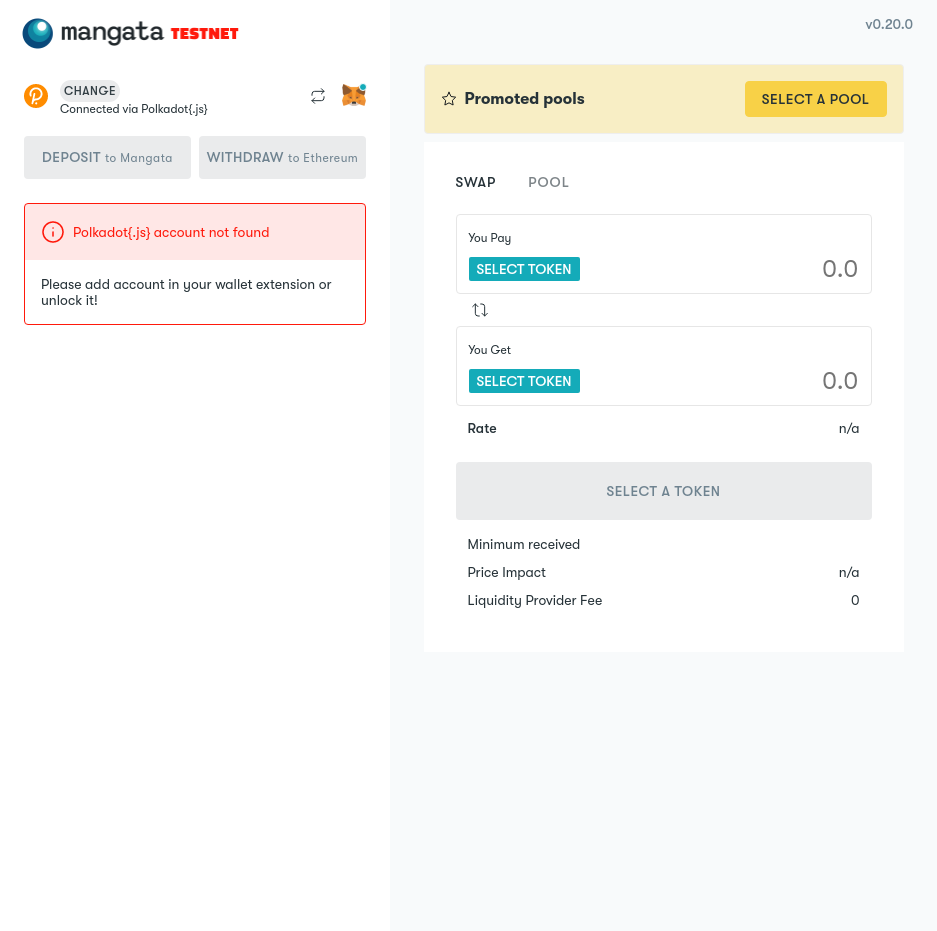 mangata TESTNET
v0.20.0
CHANGE
Connected via Polkadot{.js}
DEPOSIT to Mangata
WITHDRAW to Ethereum
Polkadot{.js} account not found
Please add account in your wallet extension or
unlock it!
Promoted pools
SELECT A POOL
SWAP
POOL
You Pay
SELECT TOKEN
0.0
You Get
SELECT TOKEN
0.0
Rate
n/a
SELECT A TOKEN
Minimum received
Price Impact
n/a
Liquidity Provider Fee
0